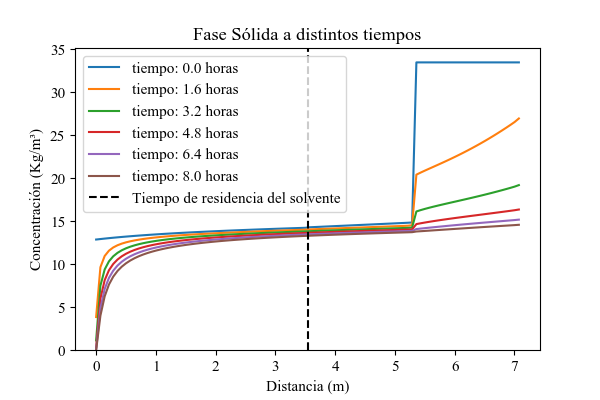 Fase Sólida a distintos tiempos
Concentración (Kg/m³)
35
30
25
20
15
10
5
0
tiempo: 0.0 horas
tiempo: 1.6 horas
tiempo: 3.2 horas
tiempo: 4.8 horas
tiempo: 6.4 horas
tiempo: 8.0 horas
Tiempo de residencia del solvente
0 1 2 3 4 5 6 7
Distancia (m)